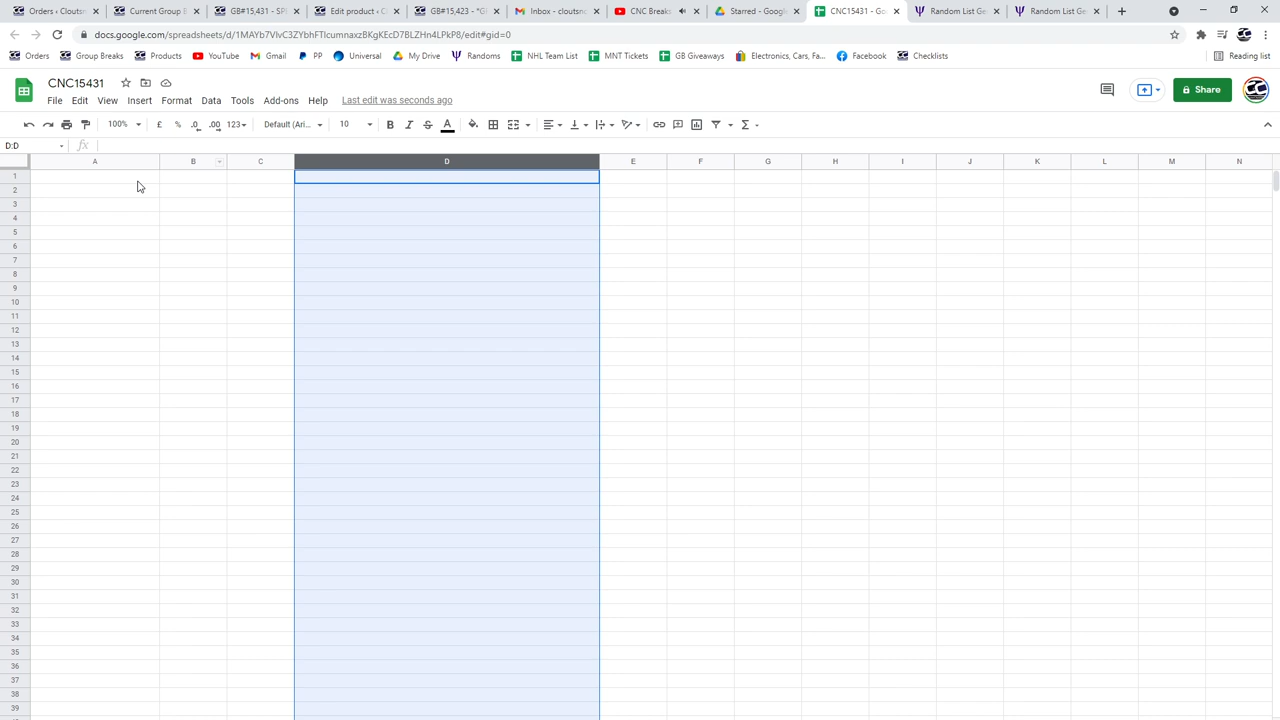 Orders ‹ Cloutsn
Current Group B
GB#15,431 - SP
Edit product ‹ C
GB#15,423 - *G
Inbox - cloutsnc
CNC Breaks
Starred - Google
CNC15431 - Go
Random List Ge
Random List Ge
docs.google.com/spreadsheets/d/
/edit#gid=0
Orders
Group Breaks
Products
YouTube
Gmail
PP
Universal
My Drive
Randoms
NHL Team List
MNT Tickets
GB Giveaways
Electronics, Cars, Fa...
Facebook
Checklists
Reading list
CNC15431
File Edit View Insert Format Data Tools Add-ons Help Last edit was seconds ago
Share
100% £ % .0 .00 123 Default (Ari... 10 B I S A
D:D fx
A B C D E F G H I J K L M N
1
2
3
4
5
6
7
8
9
10
11
12
13
14
15
16
17
18
19
20
21
22
23
24
25
26
27
28
29
30
31
32
33
34
35
36
37
38
39